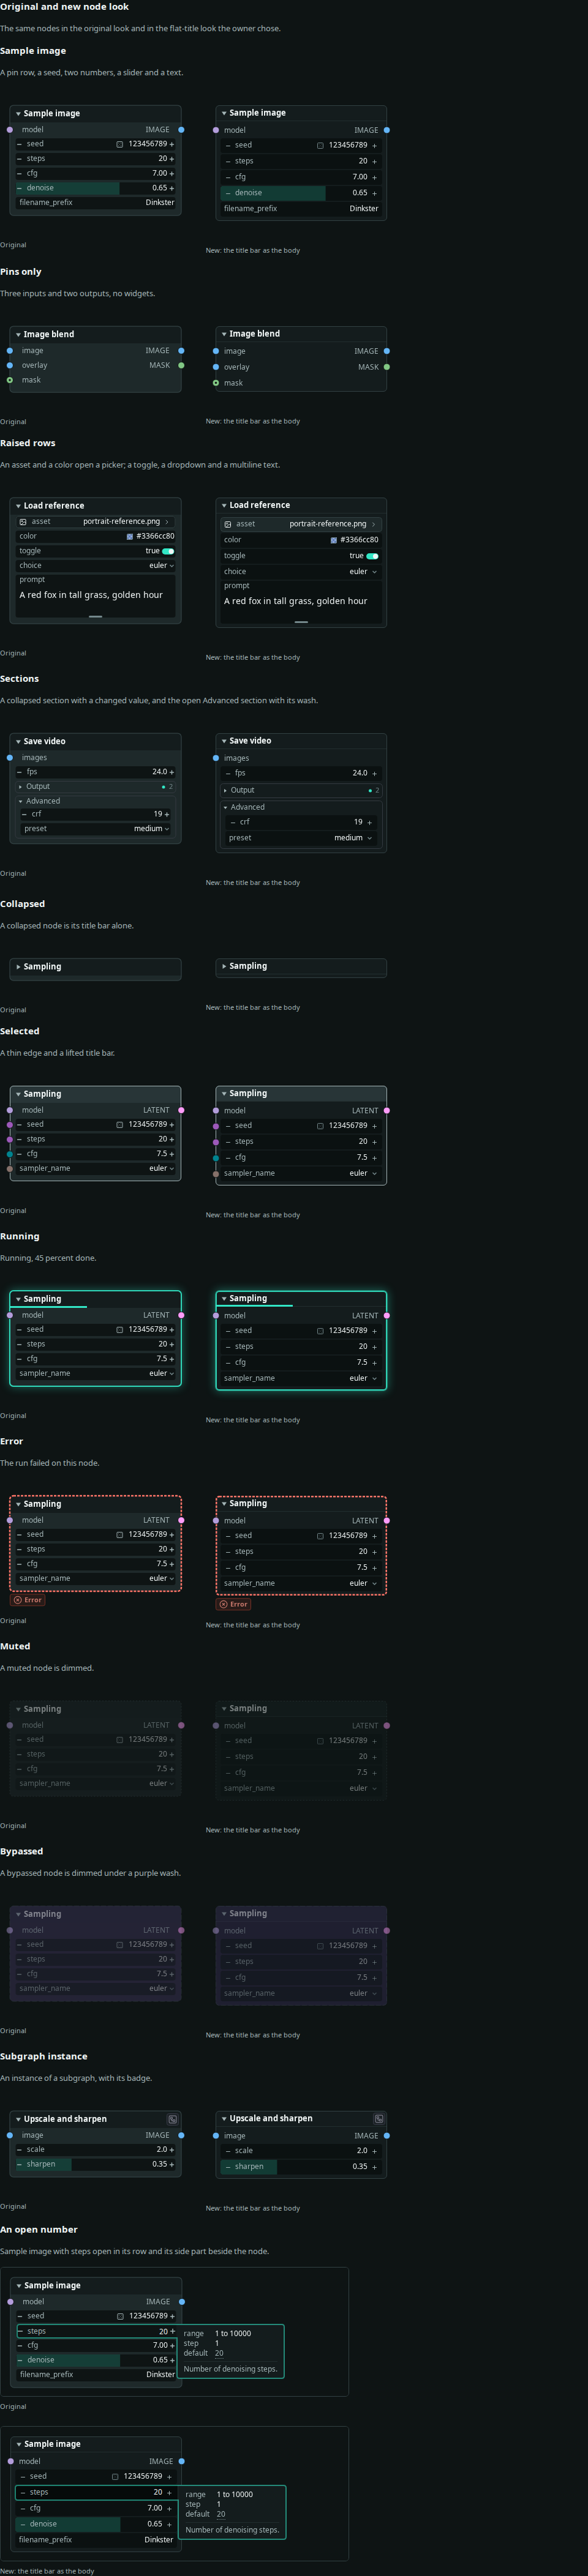 Original and new node look
The same nodes in the original look and in the flat-title look the owner chose.
Sample image
A pin row, a seed, two numbers, a slider and a text.
Sample image
model IMAGE
seed 123456789
steps 20
cfg 7.00
denoise 0.65
filename_prefix Dinkster
Original
Sample image
model IMAGE
seed 123456789
steps 20
cfg 7.00
denoise 0.65
filename_prefix Dinkster
New: the title bar as the body
Pins only
Three inputs and two outputs, no widgets.
Image blend
image IMAGE
overlay MASK
mask
Original
Image blend
image IMAGE
overlay MASK
mask
New: the title bar as the body
Raised rows
An asset and a color open a picker; a toggle, a dropdown and a multiline text.
Load reference
asset portrait-reference.png
color #3366cc80
toggle true
choice euler
prompt
A red fox in tall grass, golden hour
Original
Load reference
asset portrait-reference.png
color #3366cc80
toggle true
choice euler
prompt
A red fox in tall grass, golden hour
New: the title bar as the body
Sections
A collapsed section with a changed value, and the open Advanced section with its wash.
Save video
images
fps 24.0
Output 2
Advanced
crf 19
preset medium
Original
Save video
images
fps 24.0
Output 2
Advanced
crf 19
preset medium
New: the title bar as the body
Collapsed
A collapsed node is its title bar alone.
Sampling
Original
Sampling
New: the title bar as the body
Selected
A thin edge and a lifted title bar.
Sampling
model LATENT
seed 123456789
steps 20
cfg 7.5
sampler_name euler
Original
Sampling
model LATENT
seed 123456789
steps 20
cfg 7.5
sampler_name euler
New: the title bar as the body
Running
Running, 45 percent done.
Sampling
model LATENT
seed 123456789
steps 20
cfg 7.5
sampler_name euler
Original
Sampling
model LATENT
seed 123456789
steps 20
cfg 7.5
sampler_name euler
New: the title bar as the body
Error
The run failed on this node.
Sampling
model LATENT
seed 123456789
steps 20
cfg 7.5
sampler_name euler
Error
Original
Sampling
model LATENT
seed 123456789
steps 20
cfg 7.5
sampler_name euler
Error
New: the title bar as the body
Muted
A muted node is dimmed.
Sampling
model LATENT
seed 123456789
steps 20
cfg 7.5
sampler_name euler
Original
Sampling
model LATENT
seed 123456789
steps 20
cfg 7.5
sampler_name euler
New: the title bar as the body
Bypassed
A bypassed node is dimmed under a purple wash.
Sampling
model LATENT
seed 123456789
steps 20
cfg 7.5
sampler_name euler
Original
Sampling
model LATENT
seed 123456789
steps 20
cfg 7.5
sampler_name euler
New: the title bar as the body
Subgraph instance
An instance of a subgraph, with its badge.
Upscale and sharpen
image IMAGE
scale 2.0
sharpen 0.35
Original
Upscale and sharpen
image IMAGE
scale 2.0
sharpen 0.35
New: the title bar as the body
An open number
Sample image with steps open in its row and its side part beside the node.
Sample image
model IMAGE
seed 123456789
steps 20
cfg 7.00
denoise 0.65
filename_prefix Dinkster
range 1 to 10000
step 1
default 20
Number of denoising steps.
Original
Sample image
model IMAGE
seed 123456789
steps 20
cfg 7.00
denoise 0.65
filename_prefix Dinkster
range 1 to 10000
step 1
default 20
Number of denoising steps.
New: the title bar as the body